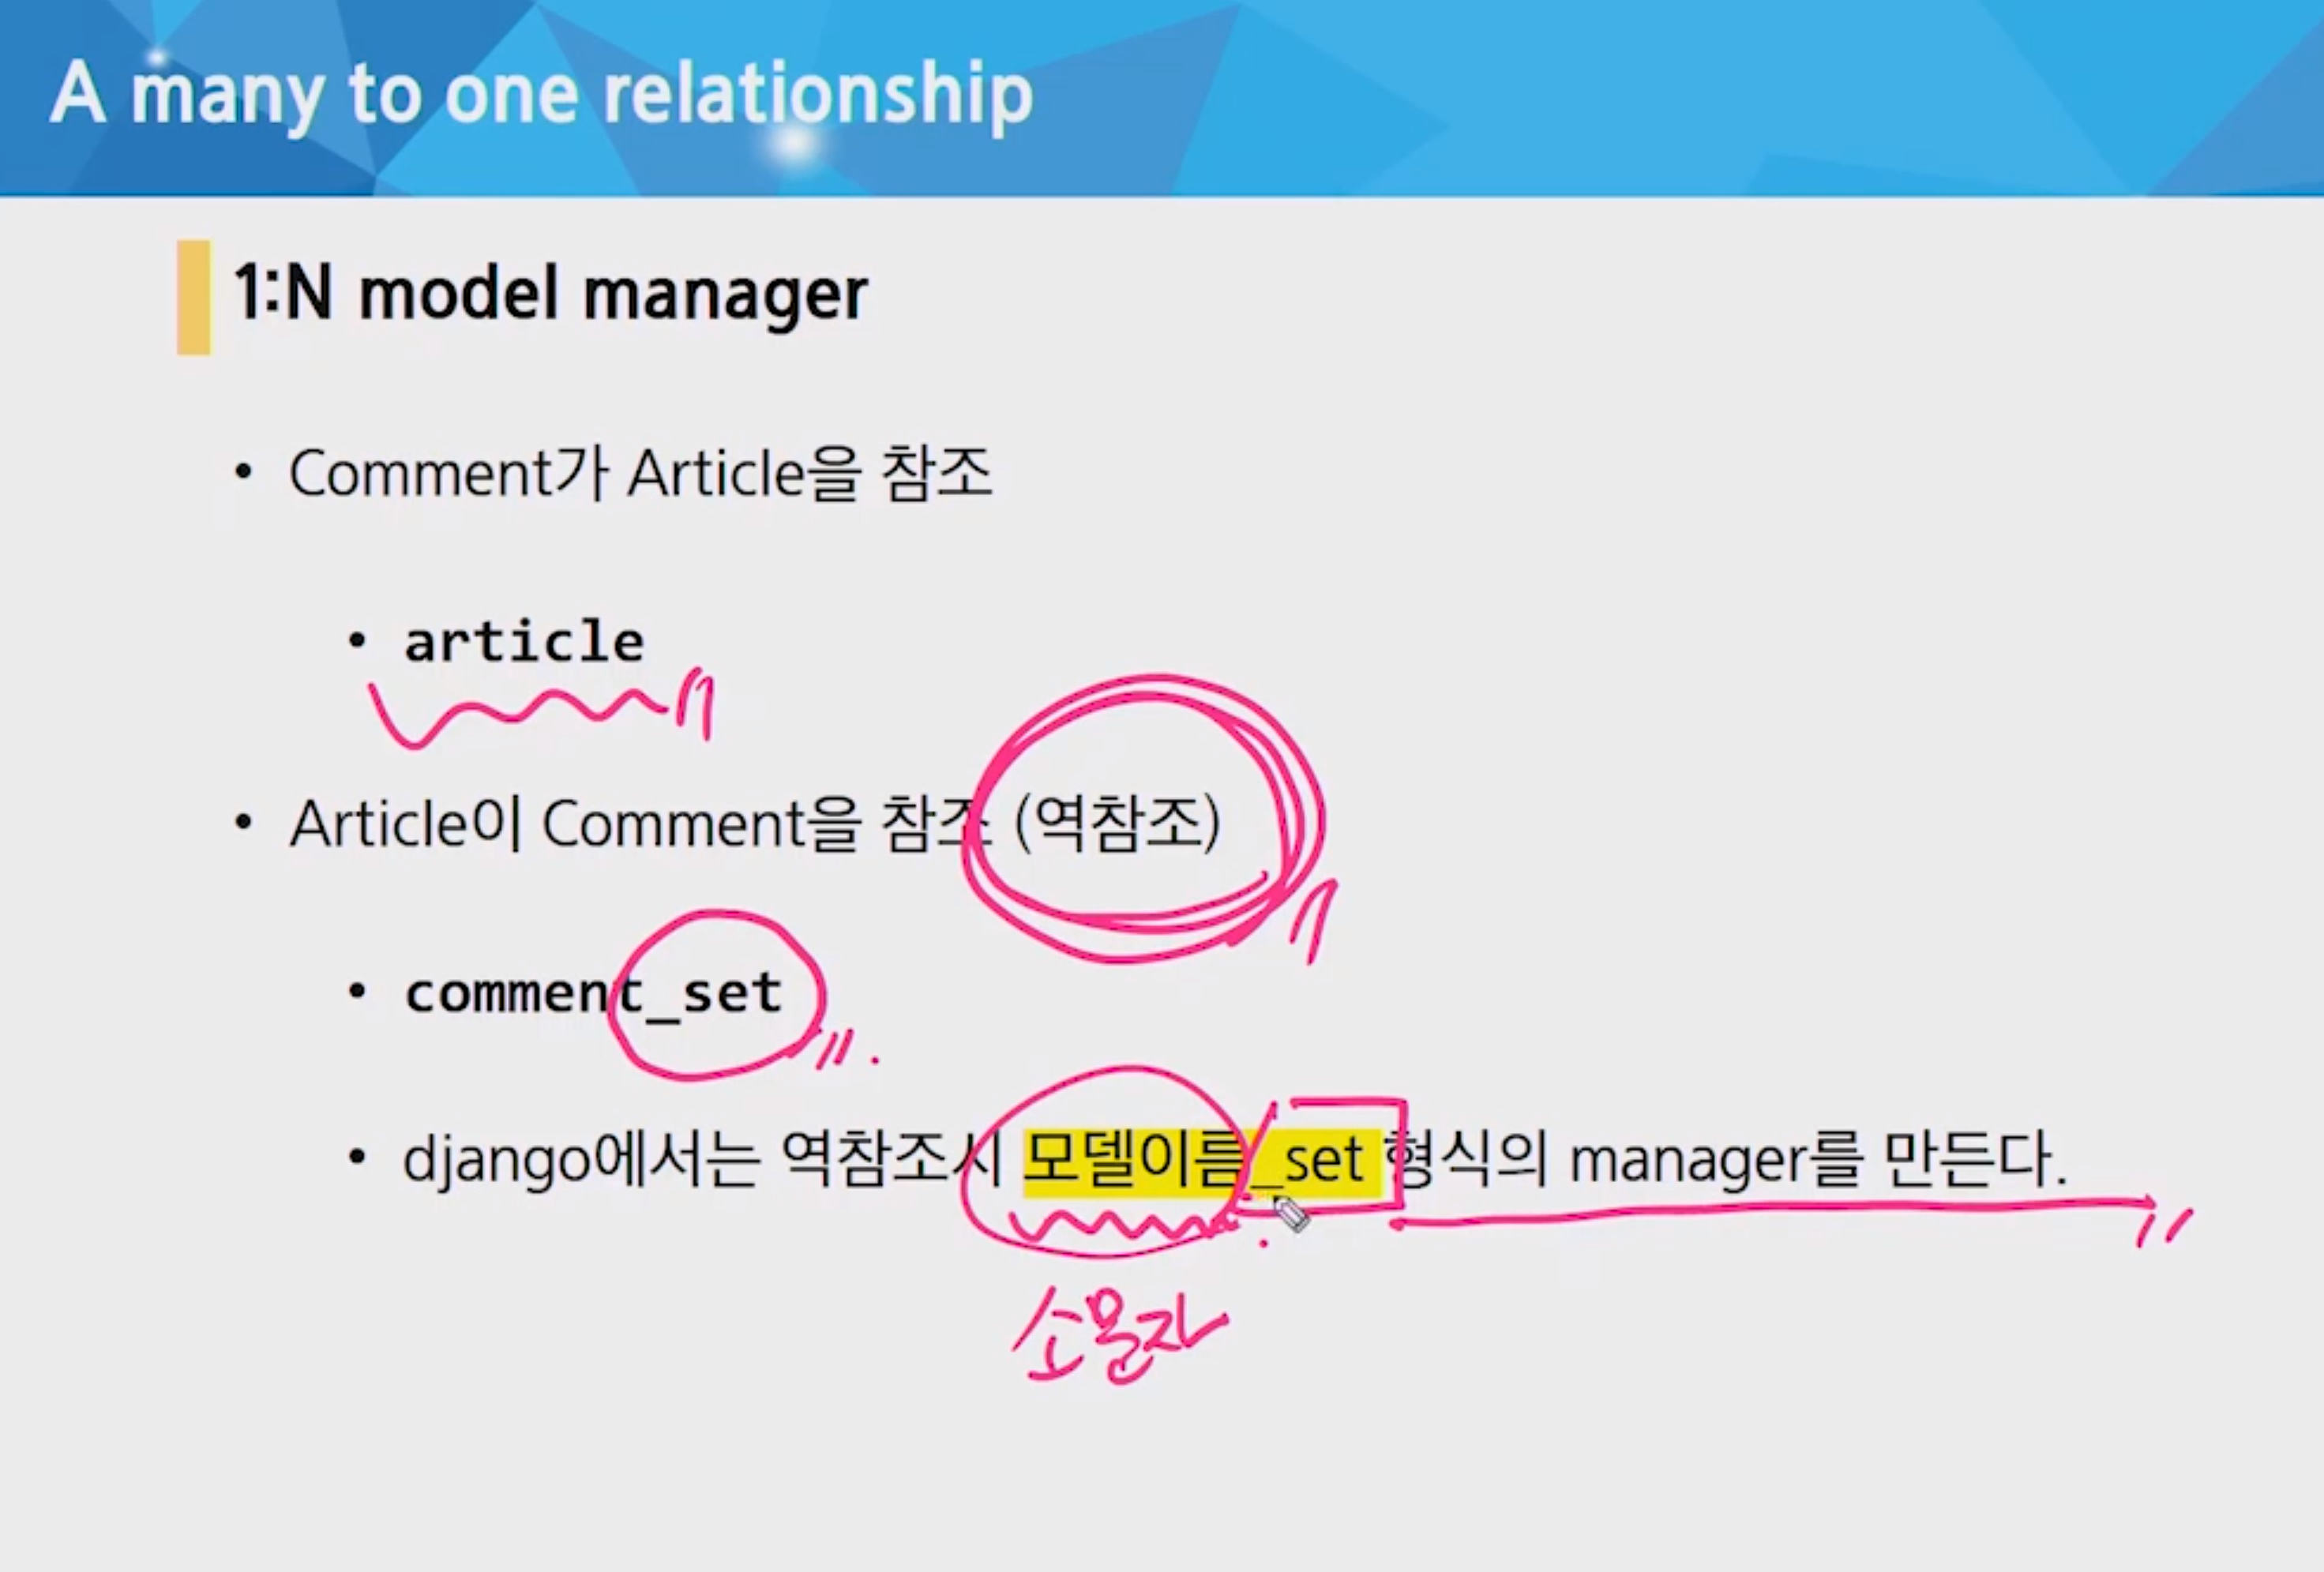 A many to one relationship
1:N model manager
• Comment가 Article을 참조
• article
• Article이 Comment을 참조 (역참조)
• comment_set
• django에서는 역참조시 모델이름_set 형식의 manager를 만든다.
소문자